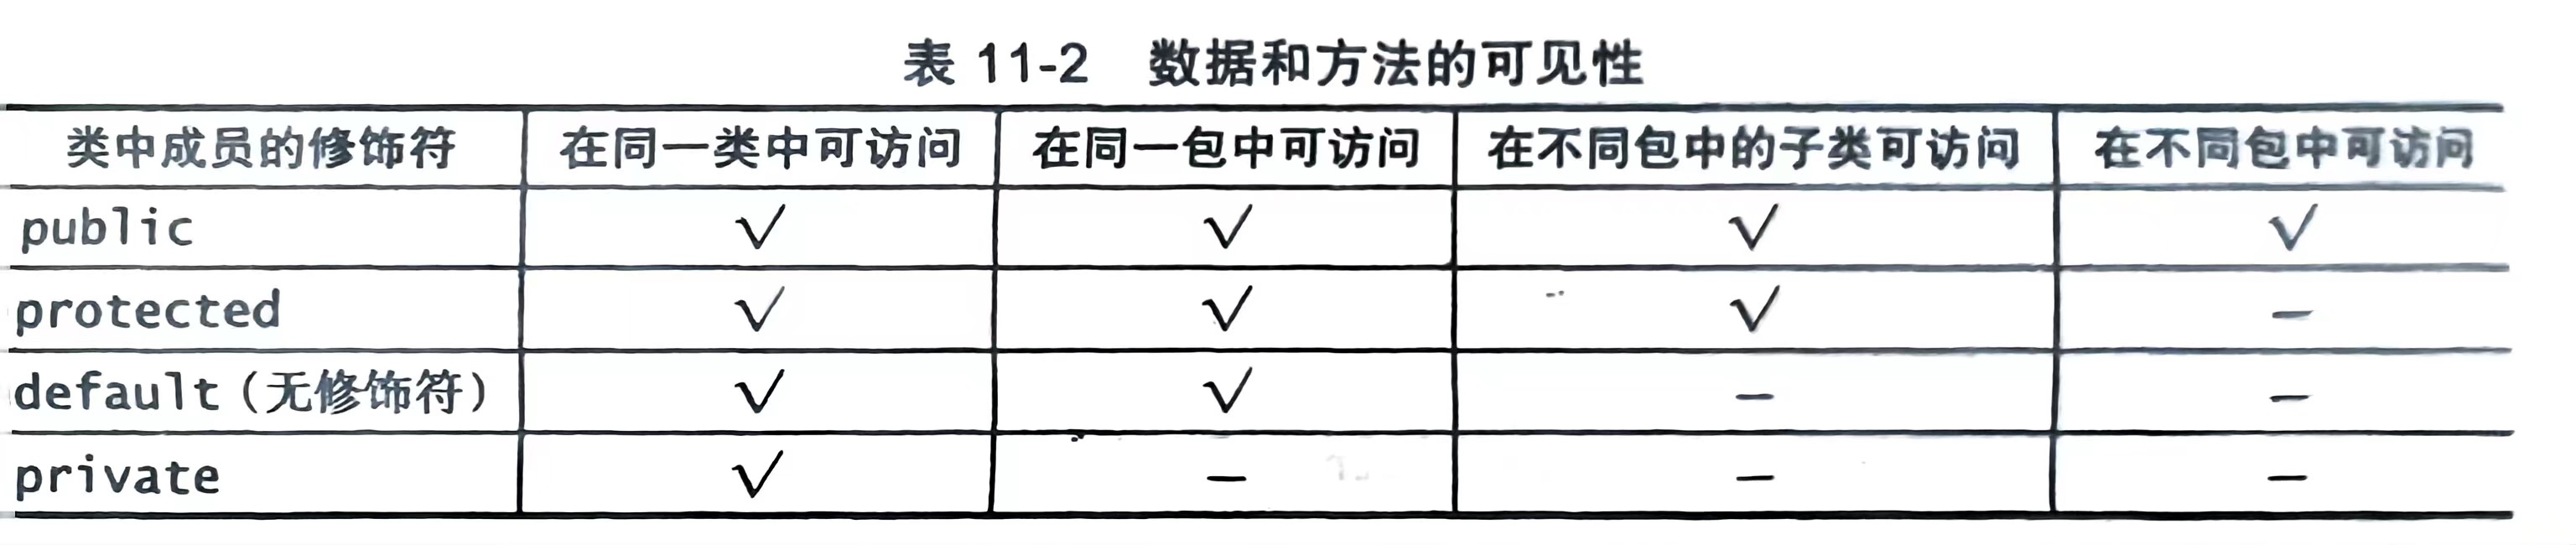 表 11-2 数据和方法的可见性
类中成员的修饰符 在同一类中可访问 在同一包中可访问 在不同包中的子类可访问 在不同包中可访问
public √ √ √ √
protected √ √ √ –
default（无修饰符） √ √ – –
private √ – – –